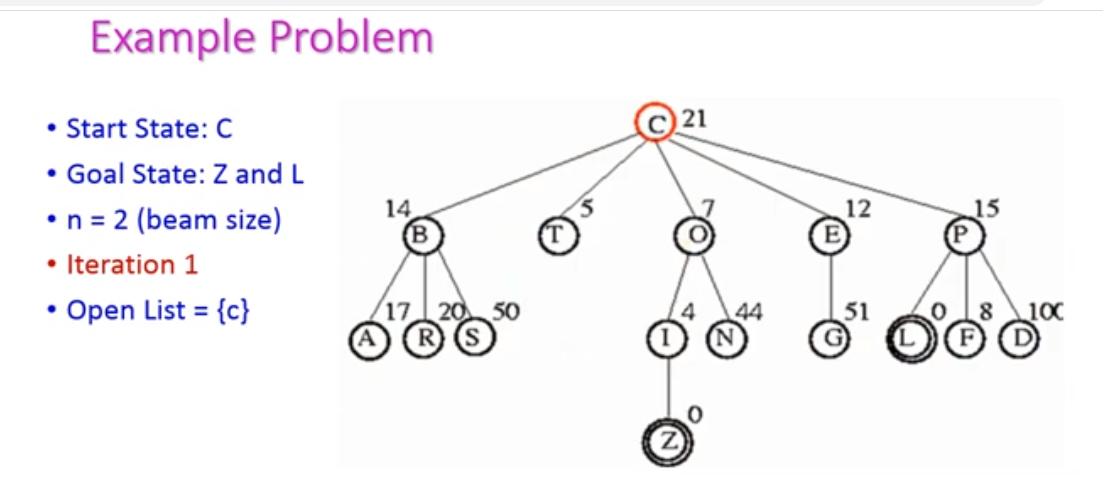 Example Problem
• Start State: C
• Goal State: Z and L
• n = 2 (beam size)
• Iteration 1
• Open List = {c}
C 21
14 5 7 12 15
B T O E P
17 20 50 4 44 51 0 8 100
A R S I N G L F D
0
Z